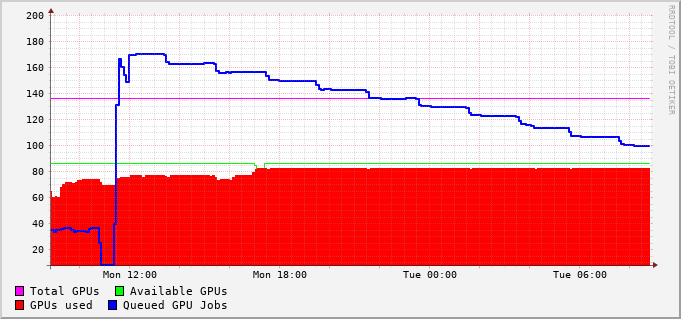 200
180
160
140
120
100
80
60
40
20
Mon 12:00 Mon 18:00 Tue 00:00 Tue 06:00
Total GPUs Available GPUs
GPUs used Queued GPU Jobs
RRDTOOL / TOBI OETIKER